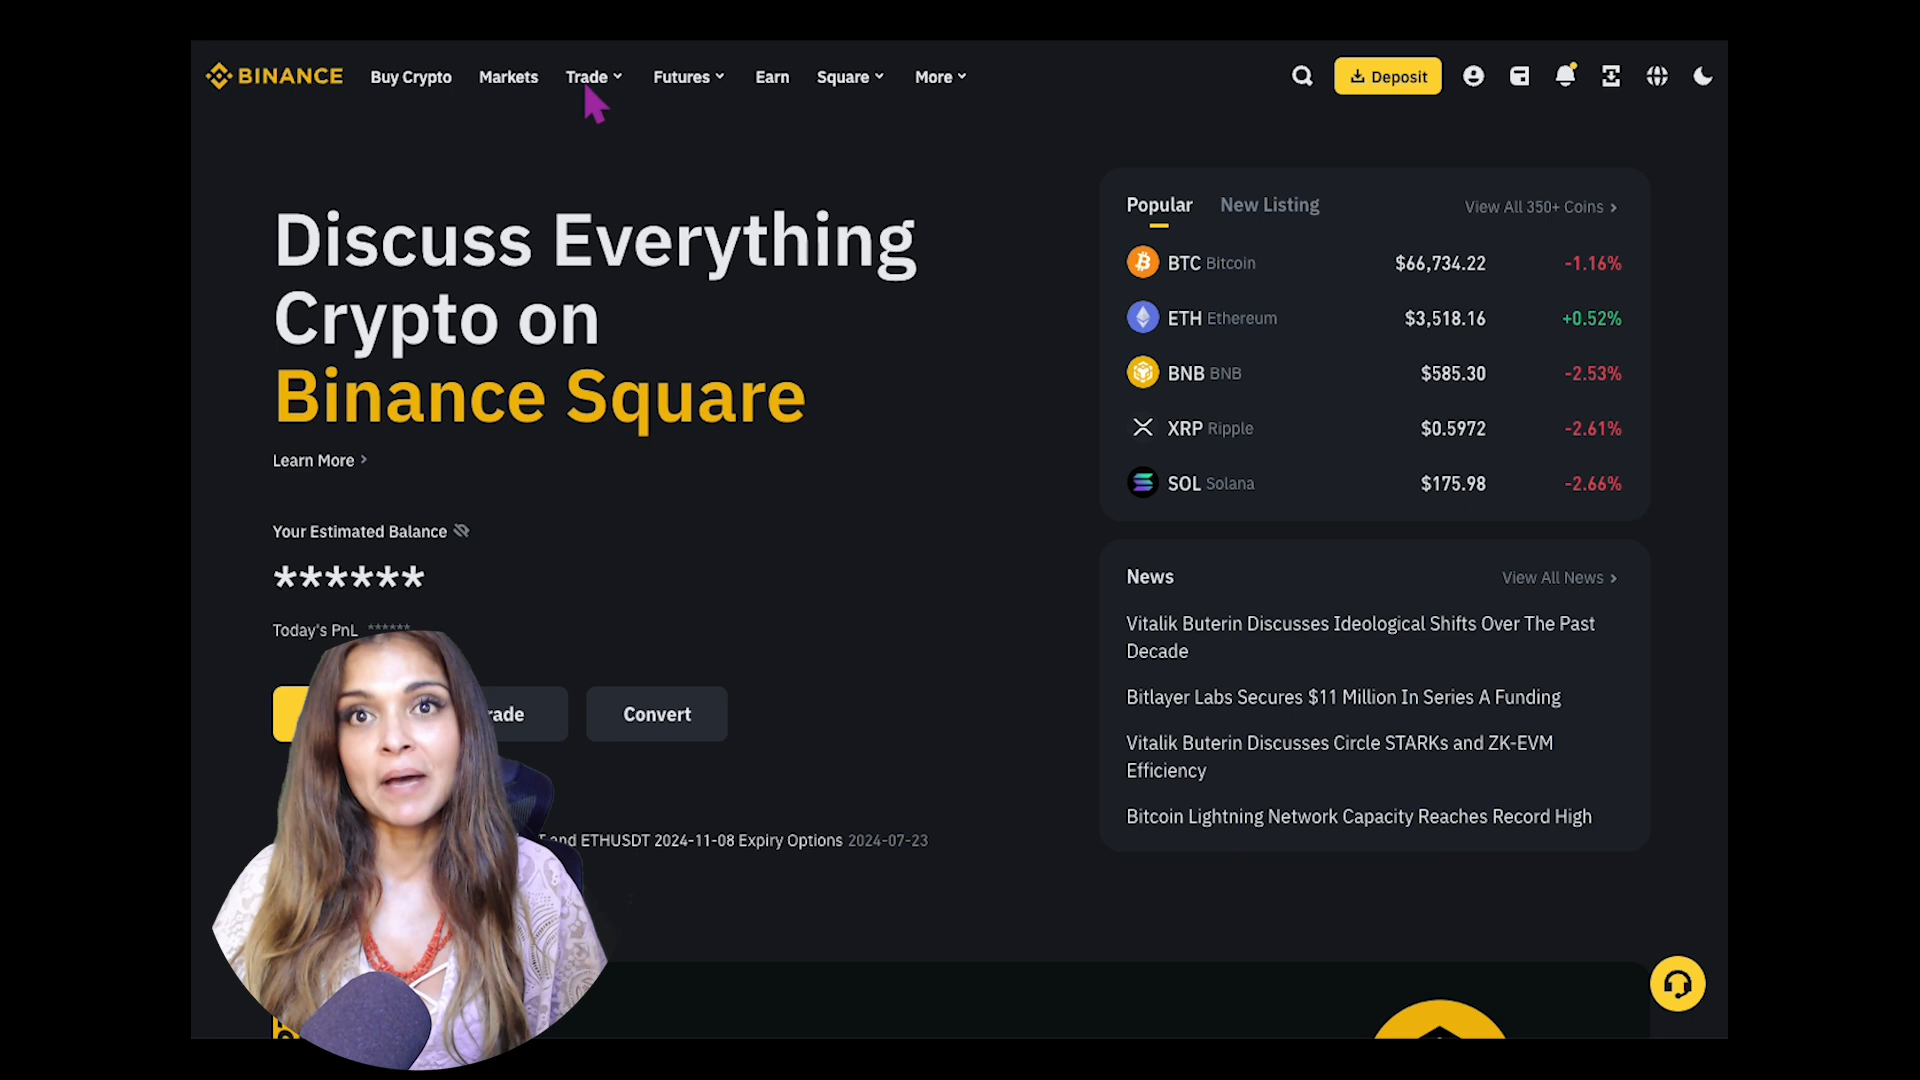 BINANCE Buy Crypto Markets Trade Futures Earn Square More Deposit
Discuss Everything
Crypto on
Binance Square
Learn More
Your Estimated Balance
******
Today's PnL ******
Convert
and ETHUSDT 2024-11-08 Expiry Options 2024-07-23
Popular New Listing View All 350+ Coins
BTC Bitcoin $66,734.22 -1.16%
ETH Ethereum $3,518.16 +0.52%
BNB BNB $585.30 -2.53%
XRP Ripple $0.5972 -2.61%
SOL Solana $175.98 -2.66%
News View All News
Vitalik Buterin Discusses Ideological Shifts Over The Past
Decade
Bitlayer Labs Secures $11 Million In Series A Funding
Vitalik Buterin Discusses Circle STARKs and ZK-EVM
Efficiency
Bitcoin Lightning Network Capacity Reaches Record High